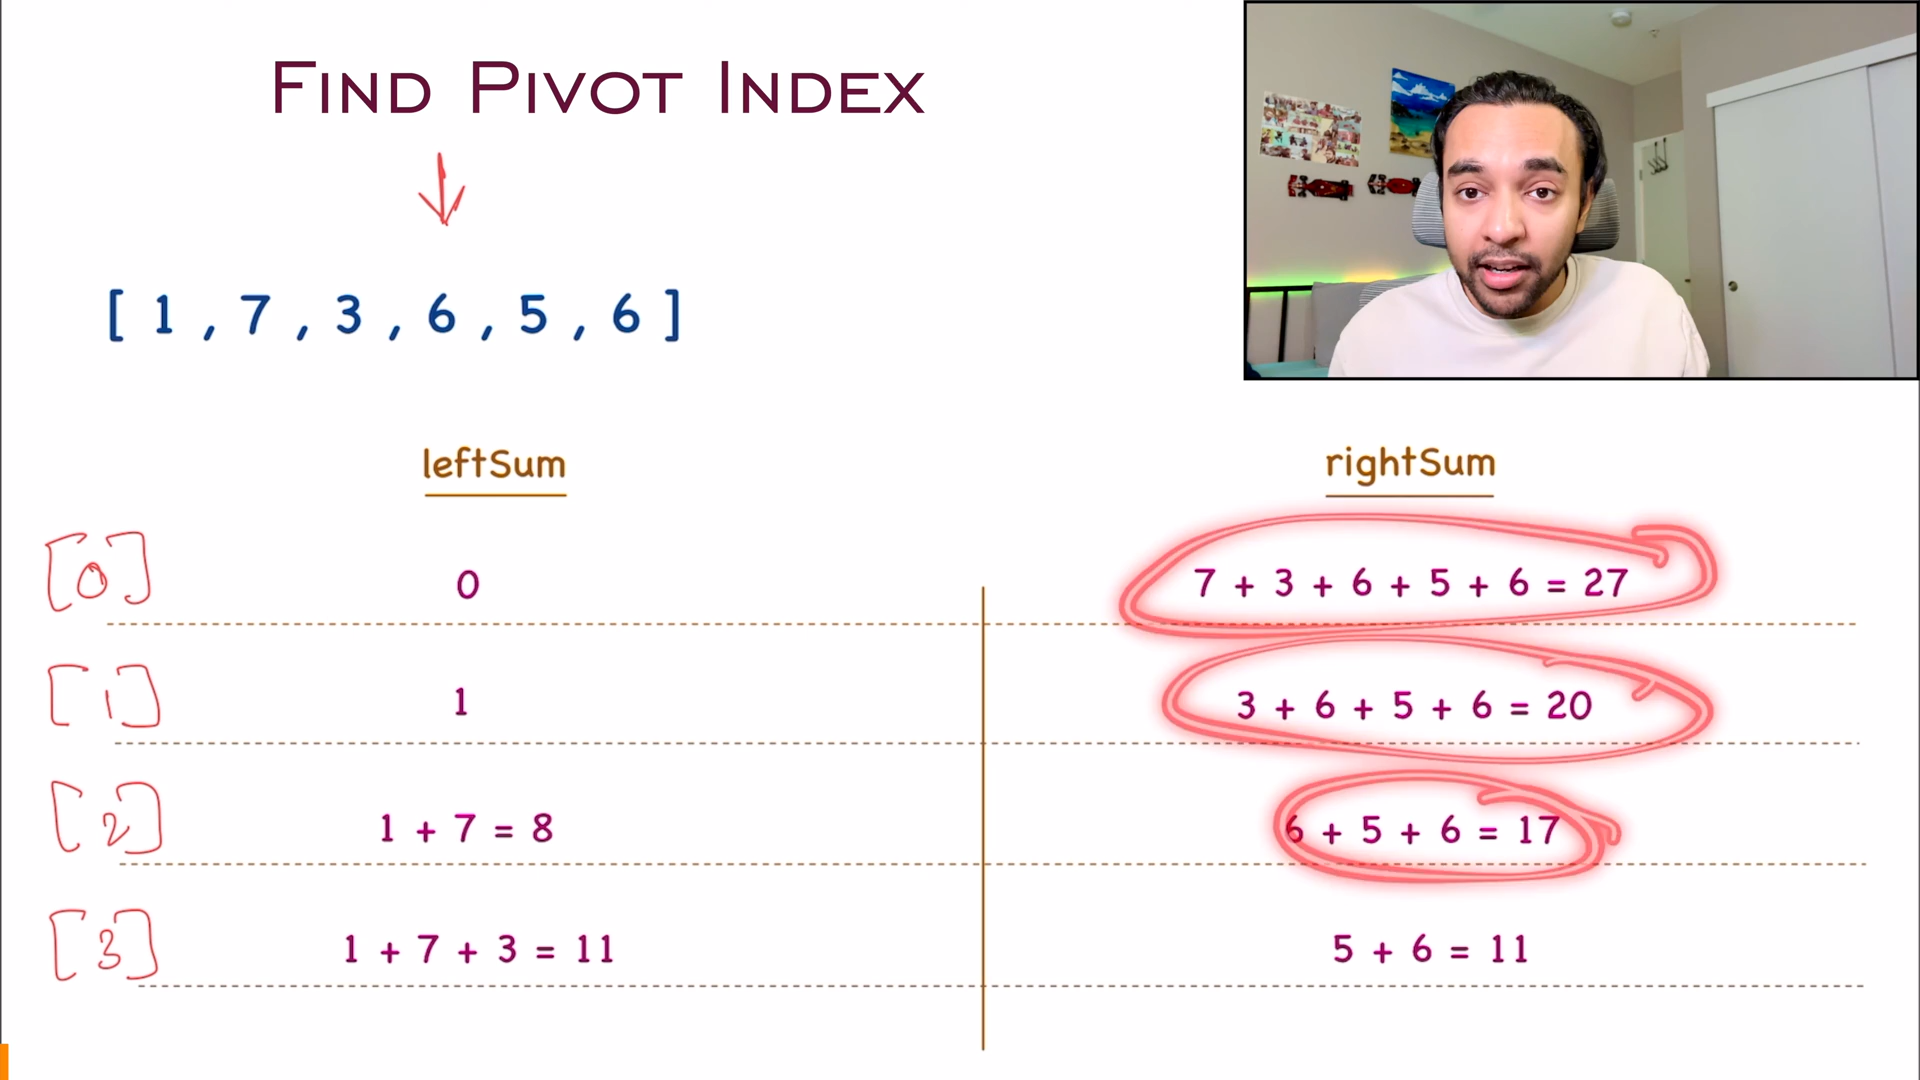 FIND PIVOT INDEX
[ 1 , 7 , 3 , 6 , 5 , 6 ]
leftSum rightSum
[0] 0 7 + 3 + 6 + 5 + 6 = 27
[1] 1 3 + 6 + 5 + 6 = 20
[2] 1 + 7 = 8 6 + 5 + 6 = 17
[3] 1 + 7 + 3 = 11 5 + 6 = 11